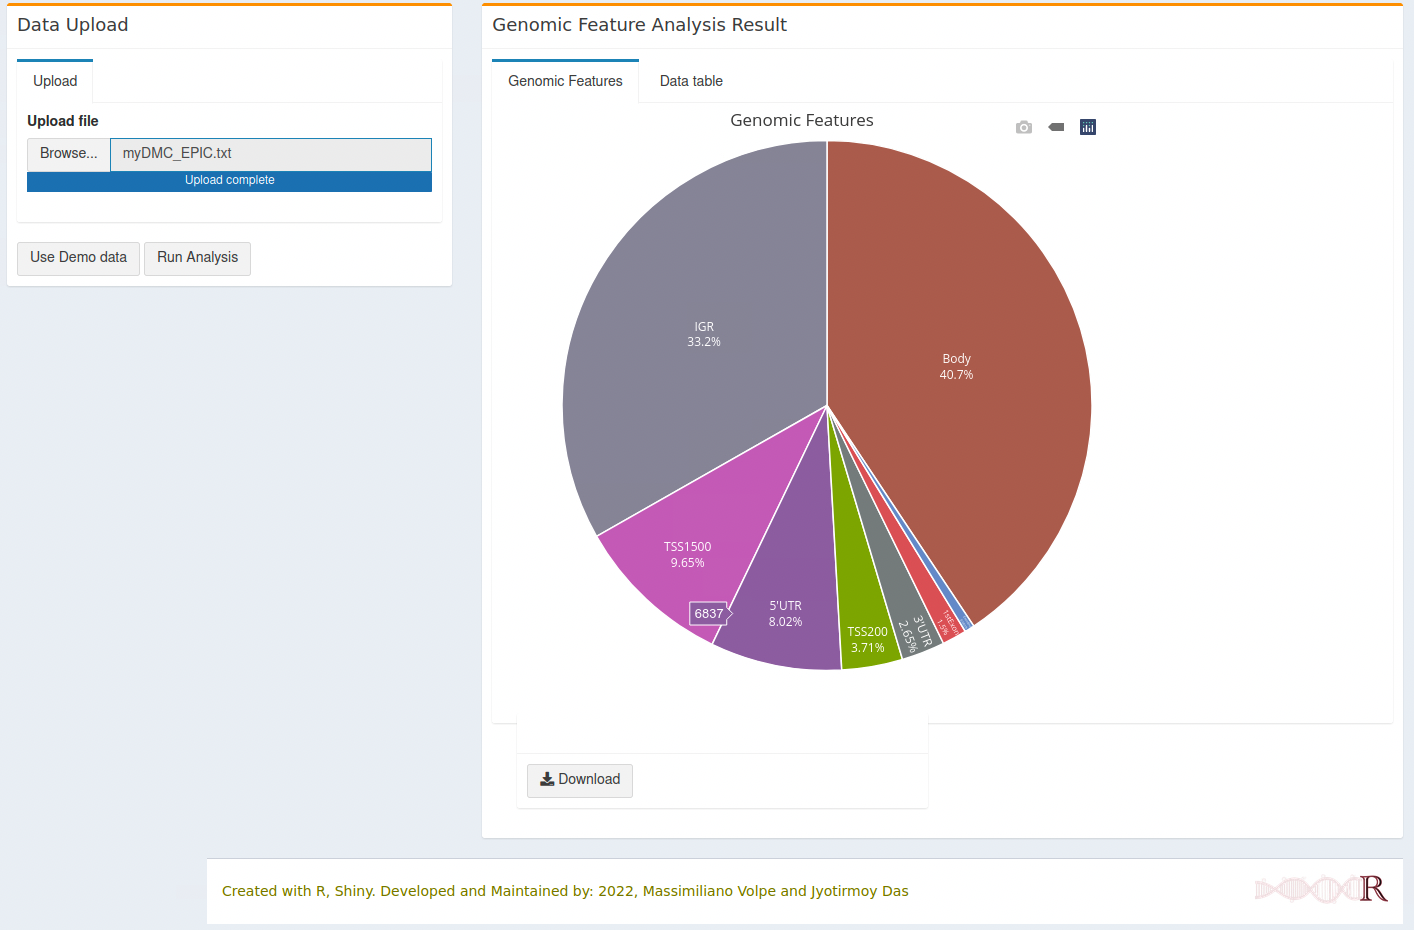 Data Upload
Upload
Upload file
Browse...
myDMC_EPIC.txt
Upload complete
Use Demo data
Run Analysis
Genomic Feature Analysis Result
Genomic Features
Data table
Genomic Features
IGR
33.2%
Body
40.7%
TSS1500
9.65%
6837
5'UTR
8.02%
TSS200
3.71%
3'UTR
2.65%
1stExon
1.5%
Download
Created with R, Shiny. Developed and Maintained by: 2022, Massimiliano Volpe and Jyotirmoy Das
R